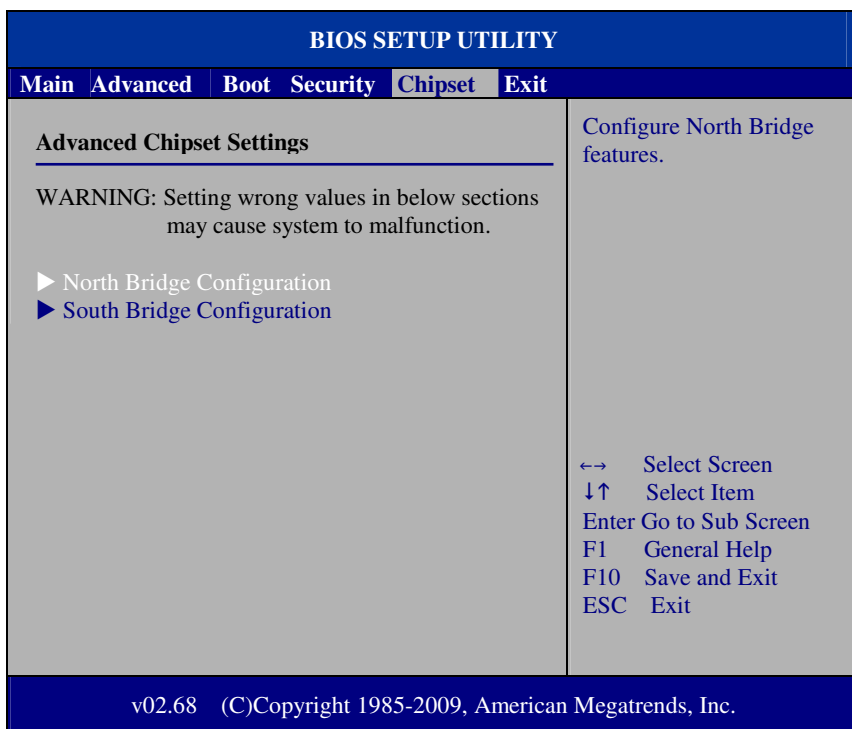 BIOS SETUP UTILITY
Main Advanced Boot Security Chipset Exit
Advanced Chipset Settings
WARNING: Setting wrong values in below sections
may cause system to malfunction.
▶ North Bridge Configuration
▶ South Bridge Configuration
Configure North Bridge
features.
←→ Select Screen
↓↑ Select Item
Enter Go to Sub Screen
F1 General Help
F10 Save and Exit
ESC Exit
v02.68 (C)Copyright 1985-2009, American Megatrends, Inc.